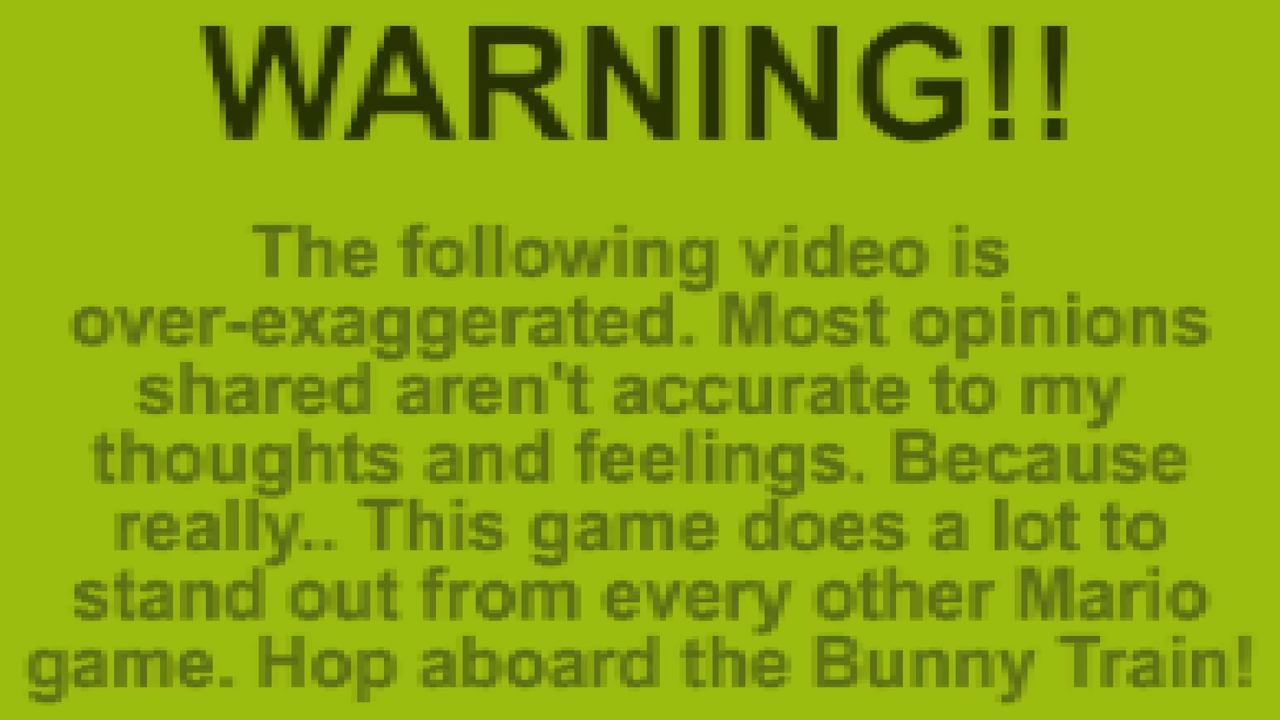 WARNING!!
The following video is
over-exaggerated. Most opinions
shared aren't accurate to my
thoughts and feelings. Because
really.. This game does a lot to
stand out from every other Mario
game. Hop aboard the Bunny Train!